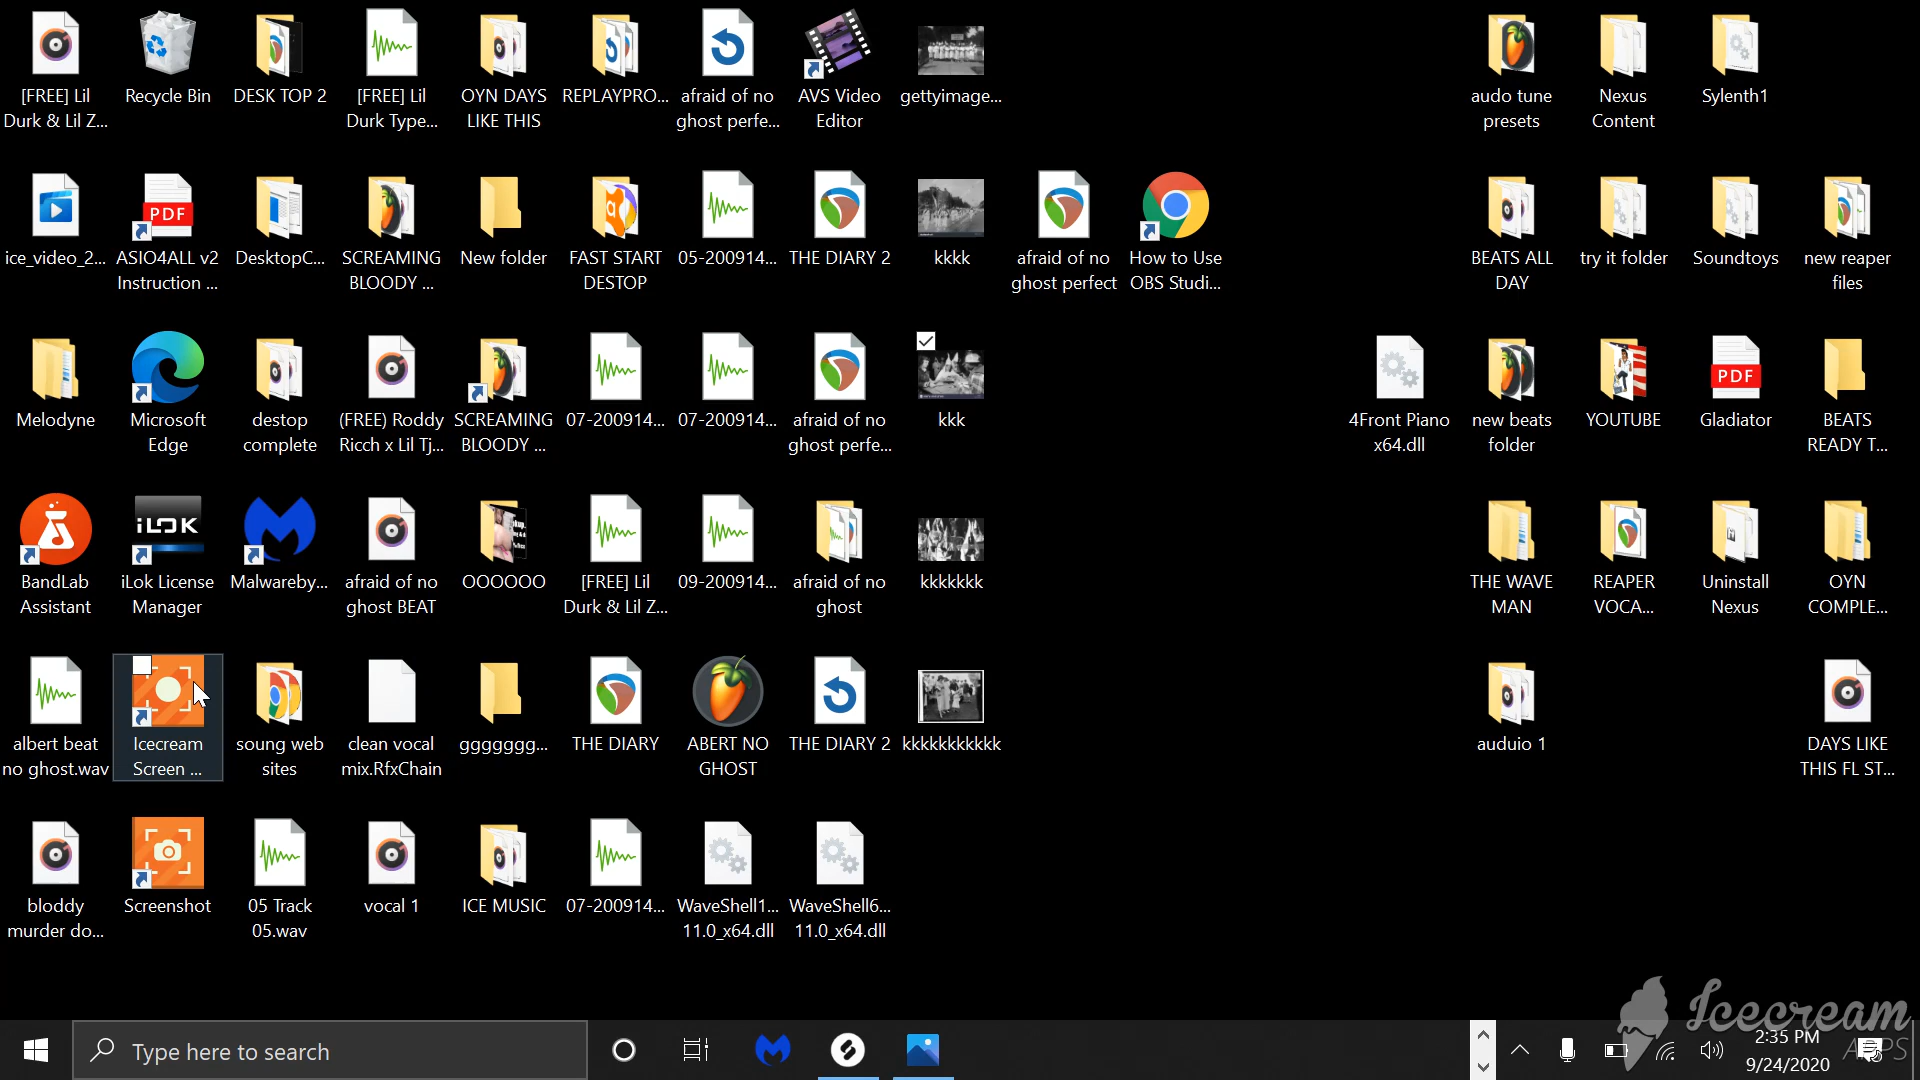 [FREE] Lil
Durk & Lil Z...
Recycle Bin
DESK TOP 2
[FREE] Lil
Durk Type...
OYN DAYS
LIKE THIS
REPLAYPRO...
afraid of no
ghost perfe...
AVS Video
Editor
gettyimage...
audo tune
presets
Nexus
Content
Sylenth1
ice_video_2...
PDF
ASIO4ALL v2
Instruction ...
DesktopC...
SCREAMING
BLOODY ...
New folder
FAST START
DESTOP
05-200914...
THE DIARY 2
kkkk
afraid of no
ghost perfect
How to Use
OBS Studi...
BEATS ALL
DAY
try it folder
Soundtoys
new reaper
files
Melodyne
Microsoft
Edge
destop
complete
(FREE) Roddy
Ricch x Lil Tj...
SCREAMING
BLOODY ...
07-200914...
07-200914...
afraid of no
ghost perfe...
kkk
4Front Piano
x64.dll
new beats
folder
YOUTUBE
PDF
Gladiator
BEATS
READY T...
BandLab
Assistant
iLOK
iLok License
Manager
Malwareby...
afraid of no
ghost BEAT
OOOOOO
[FREE] Lil
Durk & Lil Z...
09-200914...
afraid of no
ghost
kkkkkkk
THE WAVE
MAN
REAPER
VOCA...
Uninstall
Nexus
OYN
COMPLE...
albert beat
no ghost.wav
Icecream
Screen ...
soung web
sites
clean vocal
mix.RfxChain
ggggggg...
THE DIARY
ABERT NO
GHOST
THE DIARY 2
kkkkkkkkkkk
auduio 1
DAYS LIKE
THIS FL ST...
bloddy
murder do...
Screenshot
05 Track
05.wav
vocal 1
ICE MUSIC
07-200914...
WaveShell1...
11.0_x64.dll
WaveShell6...
11.0_x64.dll
Icecream
APPS
Type here to search
2:35 PM
9/24/2020